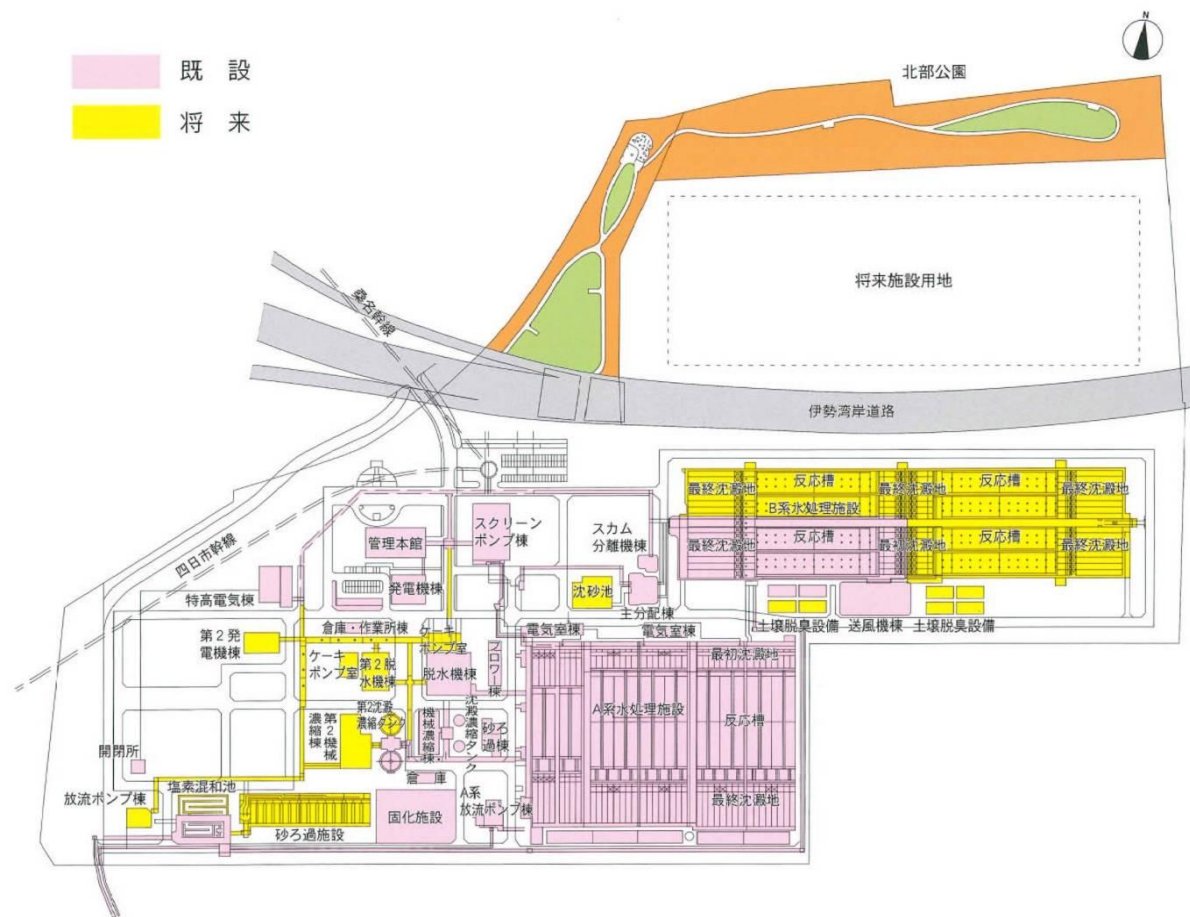 N
既設
将来
北部公園
将来施設用地
桑名幹線
伊勢湾岸道路
四日市幹線
最終沈澱地
反応槽
最終沈澱地
反応槽
最終沈澱地
B系水処理施設
最終沈澱地
反応槽
最初沈澱地
反応槽
最終沈澱地
スクリーン
ポンプ棟
スカム
分離機棟
管理本館
発電機棟
沈砂池
主分配棟
特高電気棟
土壌脱臭設備
送風機棟
土壌脱臭設備
倉庫・作業所棟
ケーキ
ポンプ室
電気室棟
電気室棟
第2発
電機棟
ケーキ
ポンプ室
第2脱
水機棟
脱水機棟
ブロワー棟
最初沈澱地
A系水処理施設
反応槽
第2沈澱
濃縮タンク
第2機械
濃縮棟
機械濃縮棟
沈澱濃縮タンク
砂ろ
過棟
開閉所
倉庫
放流ポンプ棟
塩素混和池
砂ろ過施設
固化施設
A系
放流ポンプ棟
最終沈澱地